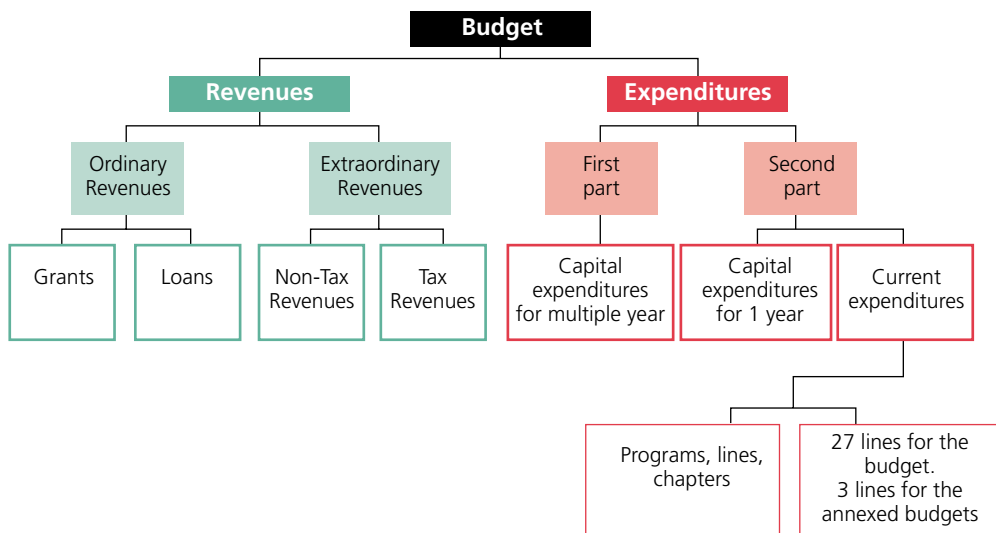 Budget
Revenues
Expenditures
Ordinary
Revenues
Extraordinary
Revenues
First
part
Second
part
Grants
Loans
Non-Tax
Revenues
Tax
Revenues
Capital
expenditures
for multiple year
Capital
expenditures
for 1 year
Current
expenditures
Programs, lines,
chapters
27 lines for the
budget.
3 lines for the
annexed budgets